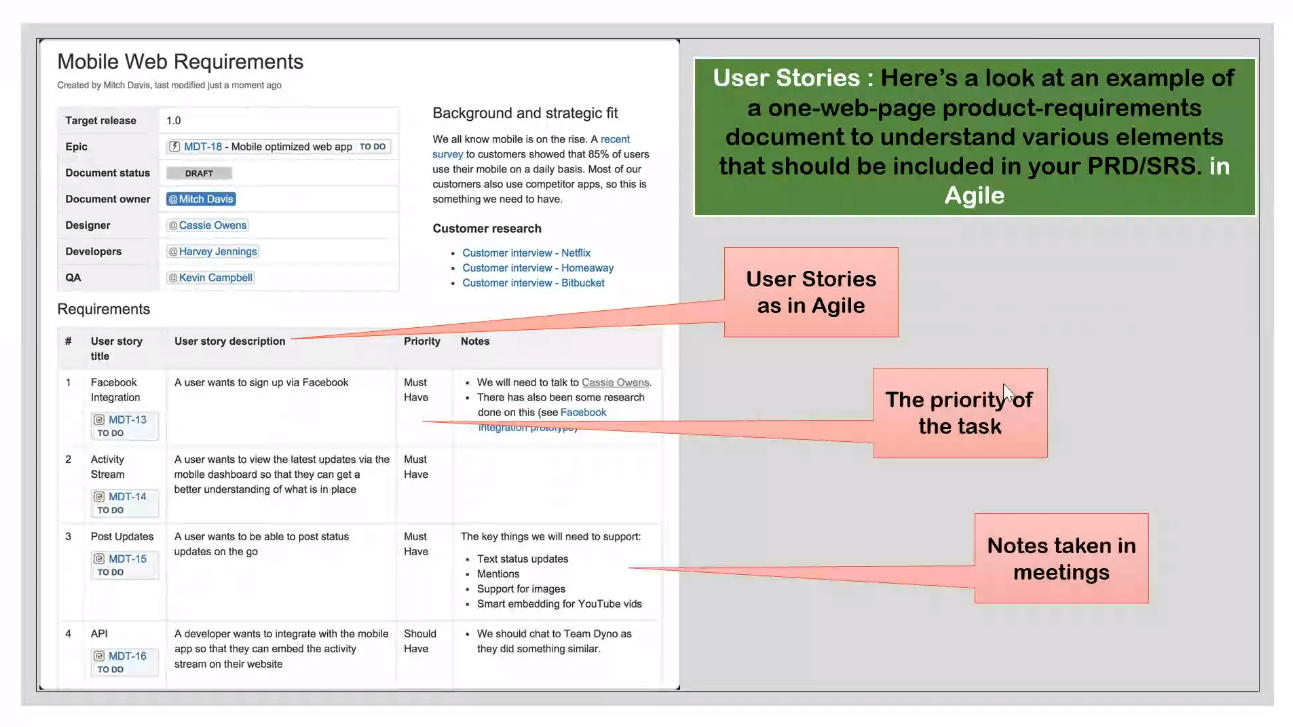 Mobile Web Requirements
Created by Mitch Davis, last modified just a moment ago
Target release 1.0
Epic MDT-18 - Mobile optimized web app TO DO
Document status DRAFT
Document owner @Mitch Davis
Designer @Cassie Owens
Developers @Harvey Jennings
QA @Kevin Campbell
Background and strategic fit
We all know mobile is on the rise. A recent
survey to customers showed that 85% of users
use their mobile on a daily basis. Most of our
customers also use competitor apps, so this is
something we need to have.
Customer research
• Customer interview - Netflix
• Customer interview - Homeaway
• Customer interview - Bitbucket
Requirements
# User story title User story description Priority Notes
1 Facebook Integration
MDT-13
TO DO
A user wants to sign up via Facebook
Must Have
• We will need to talk to Cassie Owens.
• There has also been some research
done on this (see Facebook
Integration prototype)
2 Activity Stream
MDT-14
TO DO
A user wants to view the latest updates via the
mobile dashboard so that they can get a
better understanding of what is in place
Must Have
3 Post Updates
MDT-15
TO DO
A user wants to be able to post status
updates on the go
Must Have
The key things we will need to support:
• Text status updates
• Mentions
• Support for images
• Smart embedding for YouTube vids
4 API
MDT-16
TO DO
A developer wants to integrate with the mobile
app so that they can embed the activity
stream on their website
Should Have
• We should chat to Team Dyno as
they did something similar.
User Stories : Here's a look at an example of
a one-web-page product-requirements
document to understand various elements
that should be included in your PRD/SRS. in
Agile
User Stories
as in Agile
The priority of
the task
Notes taken in
meetings